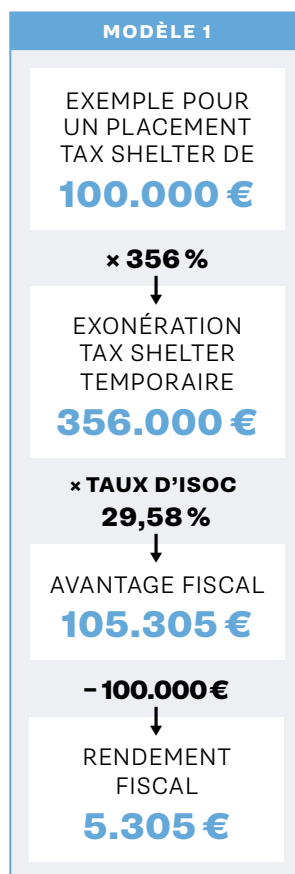 MODÈLE 1
EXEMPLE POUR
UN PLACEMENT
TAX SHELTER DE
100.000 €
× 356 %
EXONÉRATION
TAX SHELTER
TEMPORAIRE
356.000 €
× TAUX D’ISOC
29,58 %
AVANTAGE FISCAL
105.305 €
– 100.000 €
RENDEMENT
FISCAL
5.305 €